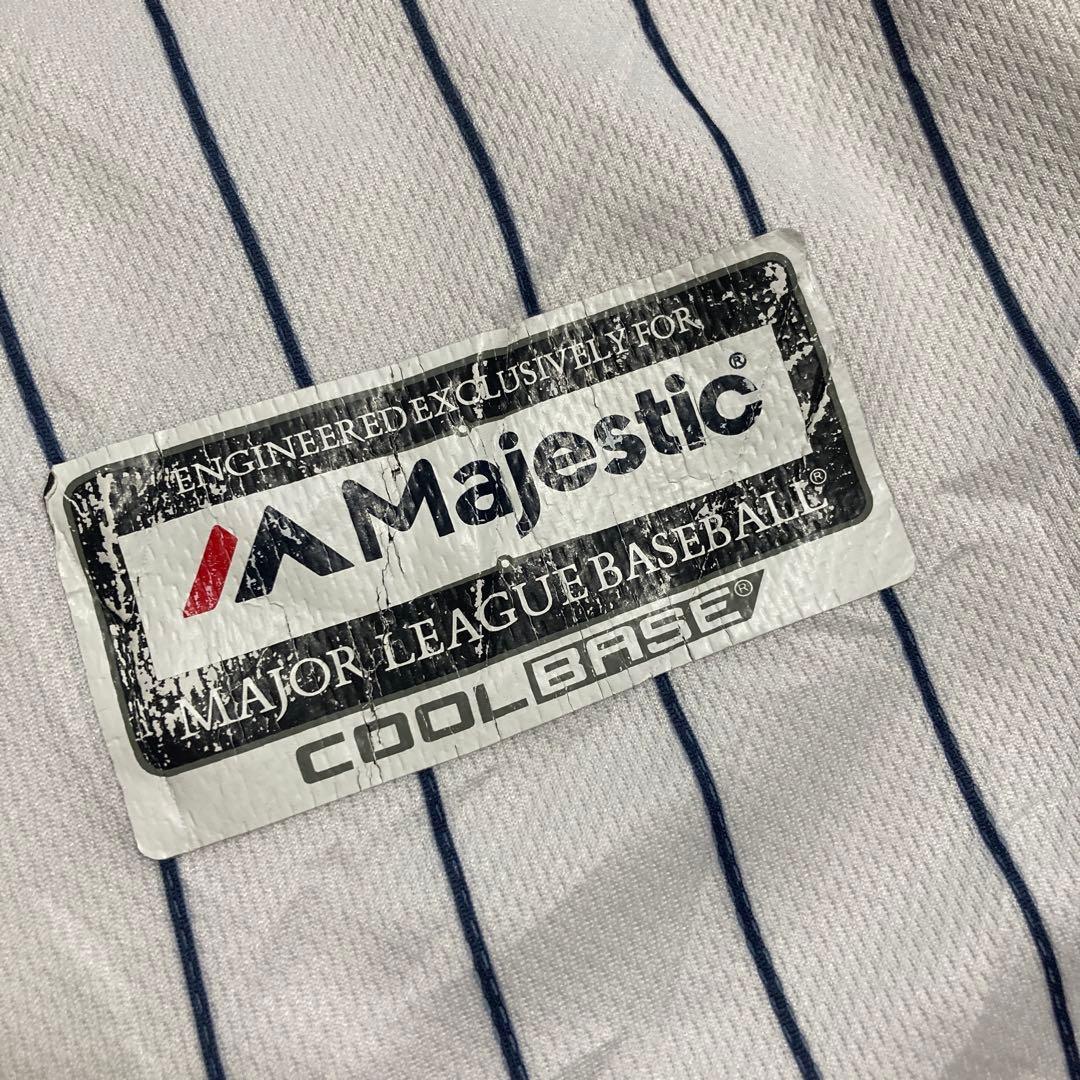 ENGINEERED EXCLUSIVELY FOR
Majestic®
MAJOR LEAGUE BASEBALL®
COOLBASE®